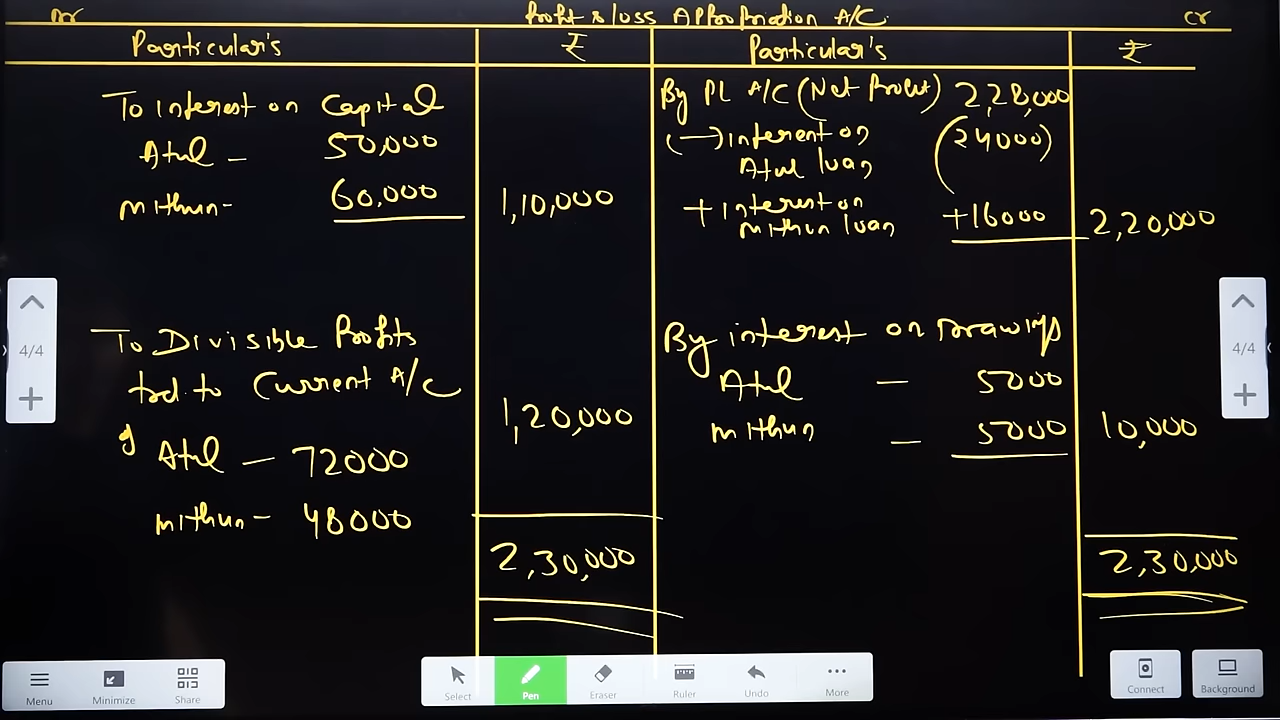 Dr Profit & loss Appropriation A/C. Cr
Particular's ₹ Particular's ₹
To interest on Capital
Atul - 50,000
Mithun- 60,000 1,10,000
To Divisible Profits
trd. to Current A/C
of Atul - 72000 1,20,000
Mithun - 48000
2,30,000
By PL A/C (Net Profit) 2,28,000
(-) interest on (24000)
Atul loan
+ interest on +16000 2,20,000
Mithun loan
By interest on Drawings
Atul - 5000
Mithun - 5000 10,000
2,30,000
4/4
4/4
Menu Minimize Share Select Pen Eraser Ruler Undo More Connect Background